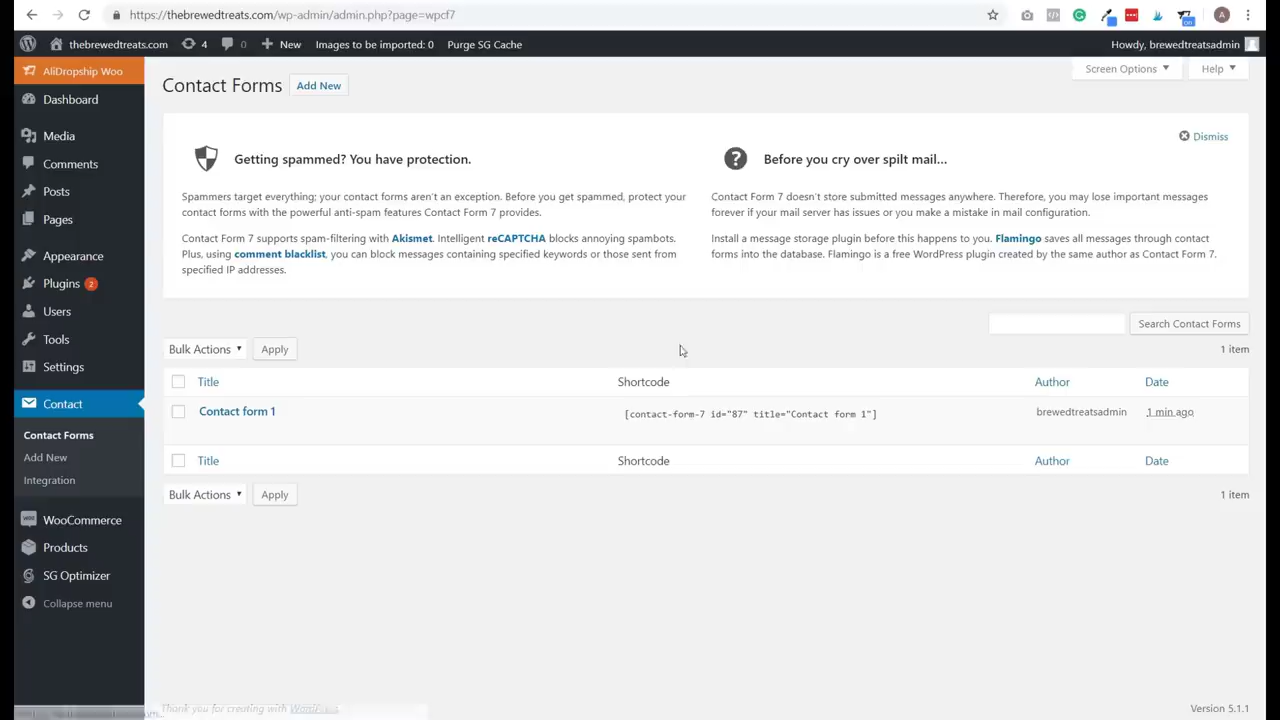 https://thebrewedtreats.com/wp-admin/admin.php?page=wpcf7
A
on
thebrewedtreats.com 4 0 New Images to be imported: 0 Purge SG Cache Howdy, brewedtreatsadmin
AliDropship Woo
Dashboard
Media
Comments
Posts
Pages
Appearance
Plugins 2
Users
Tools
Settings
Contact
Contact Forms
Add New
Integration
WooCommerce
Products
SG Optimizer
Collapse menu
Screen Options Help
Contact Forms Add New
Dismiss
Getting spammed? You have protection.
Spammers target everything; your contact forms aren't an exception. Before you get spammed, protect your
contact forms with the powerful anti-spam features Contact Form 7 provides.
Contact Form 7 supports spam-filtering with Akismet. Intelligent reCAPTCHA blocks annoying spambots.
Plus, using comment blacklist, you can block messages containing specified keywords or those sent from
specified IP addresses.
Before you cry over spilt mail…
Contact Form 7 doesn't store submitted messages anywhere. Therefore, you may lose important messages
forever if your mail server has issues or you make a mistake in mail configuration.
Install a message storage plugin before this happens to you. Flamingo saves all messages through contact
forms into the database. Flamingo is a free WordPress plugin created by the same author as Contact Form 7.
Search Contact Forms
Bulk Actions Apply 1 item
Title Shortcode Author Date
Contact form 1 [contact-form-7 id="87" title="Contact form 1"] brewedtreatsadmin 1 min ago
Title Shortcode Author Date
Bulk Actions Apply 1 item
Thank you for creating with
Version 5.1.1